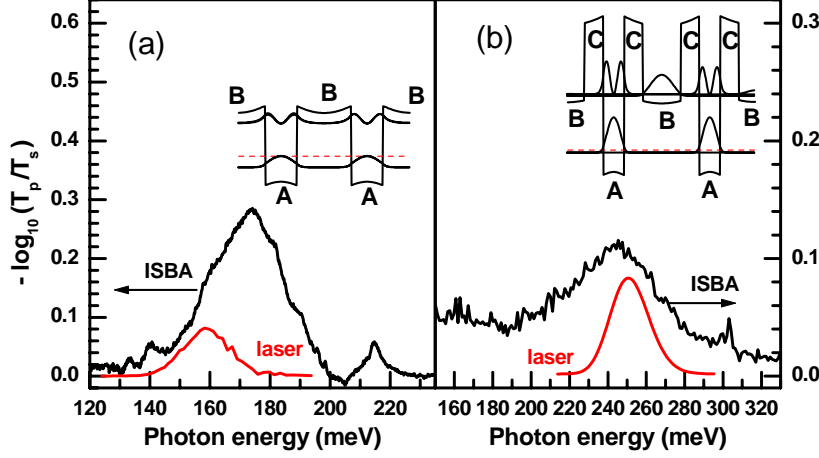 (a)
B B B
A A
0.6
0.5
0.4
0.3
0.2
0.1
0.0
- log10 (Tp/Ts)
ISBA
laser
120 140 160 180 200 220
Photon energy (meV)
(b)
C C C C
B B B
A A
0.3
0.2
0.1
0.0
ISBA
laser
160 180 200 220 240 260 280 300 320
Photon energy (meV)